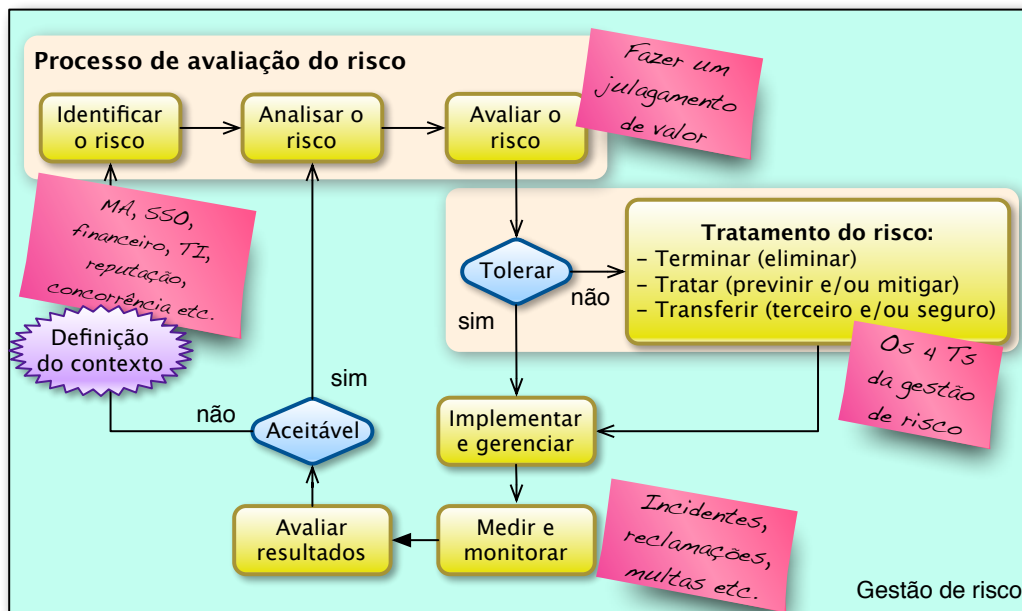 Processo de avaliação do risco
Identificar
o risco
Analisar o
risco
Avaliar o
risco
Fazer um
julagamento
de valor
MA, SSO,
financeiro, TI,
reputação,
concorrência etc.
Definição
do contexto
Tolerar
não
sim
Tratamento do risco:
– Terminar (eliminar)
– Tratar (previnir e/ou mitigar)
– Transferir (terceiro e/ou seguro)
Os 4 Ts
da gestão
de risco
sim
não
Aceitável
Implementar
e gerenciar
Avaliar
resultados
Medir e
monitorar
Incidentes,
reclamações,
multas etc.
Gestão de risco